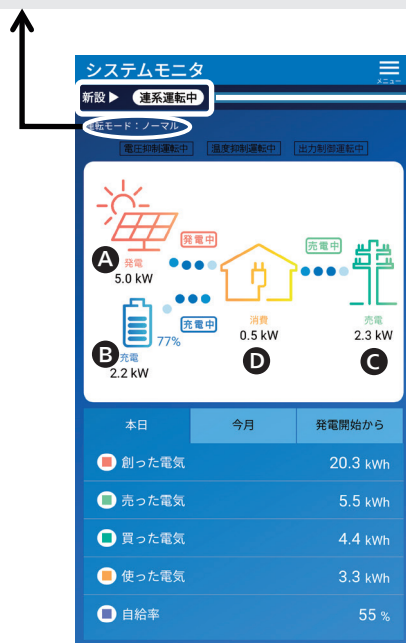 システムモニタ
メニュー
新設 ▶ 連系運転中
運転モード：ノーマル
電圧抑制運転中 温度抑制運転中 出力制御運転中
発電中
売電中
A
発電
5.0 kW
充電中
77%
B
充電
2.2 kW
消費
0.5 kW
D
売電
2.3 kW
C
本日 今月 発電開始から
創った電気 20.3 kWh
売った電気 5.5 kWh
買った電気 4.4 kWh
使った電気 3.3 kWh
自給率 55 %